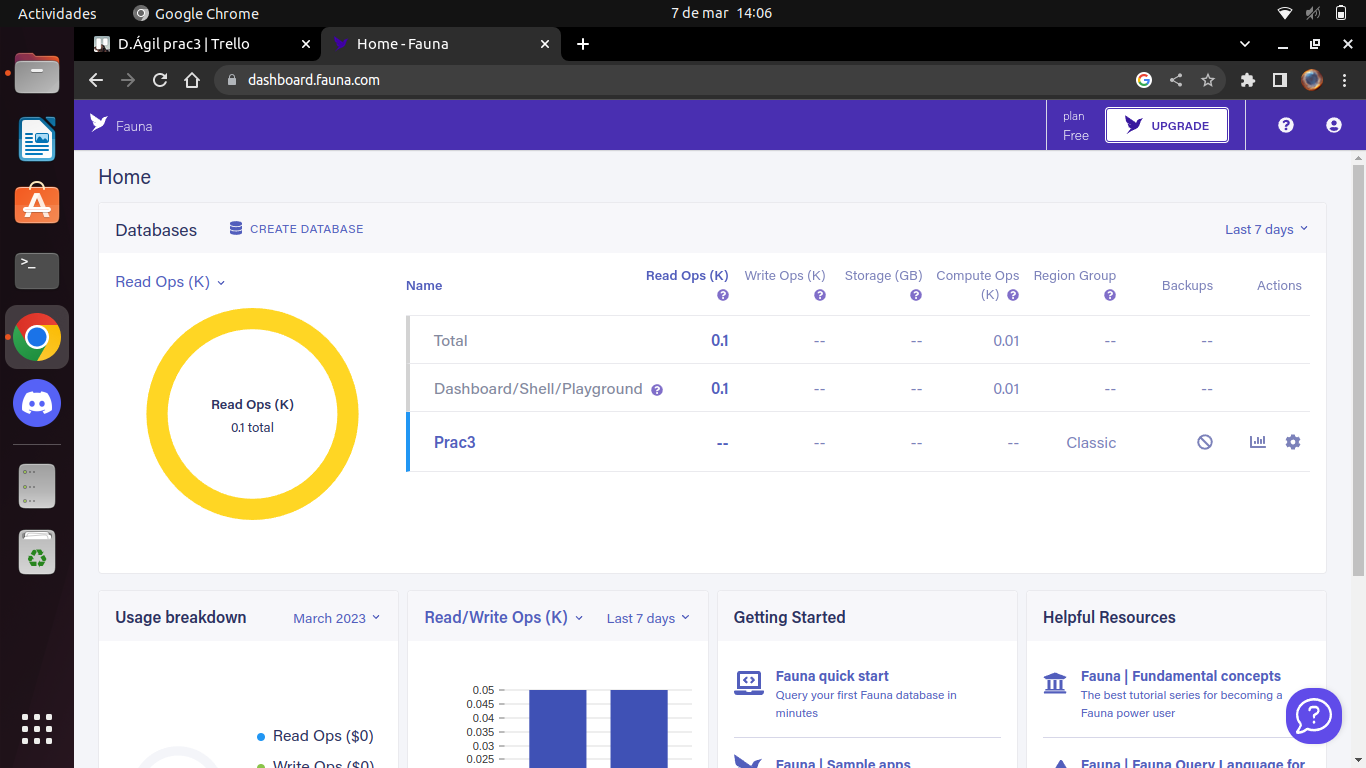 Actividades
Google Chrome
7 de mar 14:06
D.Ágil prac3 | Trello
Home - Fauna
dashboard.fauna.com
Fauna
plan
Free
UPGRADE
Home
Databases
CREATE DATABASE
Last 7 days
Read Ops (K)
Read Ops (K)
0.1 total
Name
Read Ops (K)
Write Ops (K)
Storage (GB)
Compute Ops
(K)
Region Group
Backups
Actions
Total
0.1
--
--
0.01
--
--
Dashboard/Shell/Playground
0.1
--
--
0.01
--
--
Prac3
--
--
--
--
Classic
Usage breakdown
March 2023
Read Ops ($0)
Write Ops ($0)
Read/Write Ops (K)
Last 7 days
0.05
0.045
0.04
0.035
0.03
0.025
Getting Started
Fauna quick start
Query your first Fauna database in
minutes
Fauna | Sample apps
Helpful Resources
Fauna | Fundamental concepts
The best tutorial series for becoming a
Fauna power user
Fauna | Fauna Query Language for